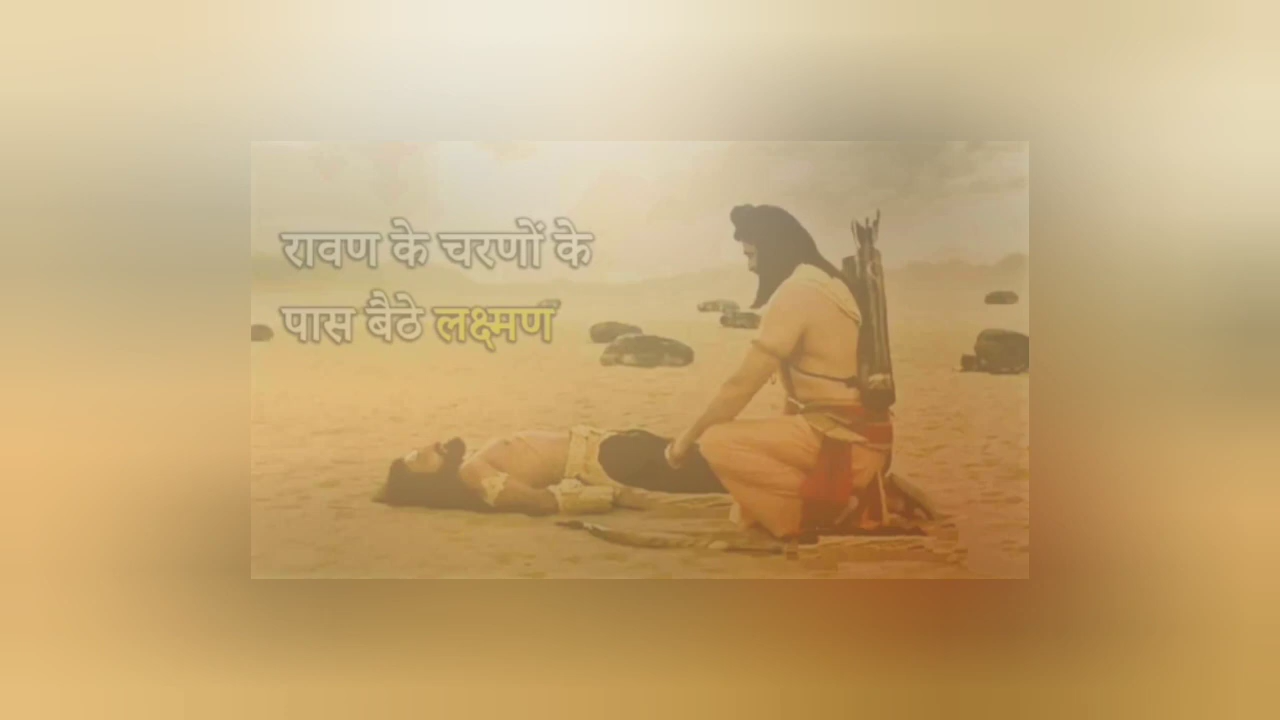 रावण के चरणों के
पास बैठे लक्ष्मण